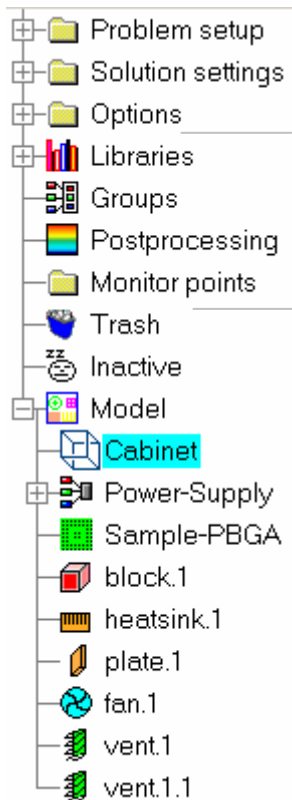 Problem setup
Solution settings
Options
Libraries
Groups
Postprocessing
Monitor points
Trash
zz
Inactive
Model
Cabinet
Power-Supply
Sample-PBGA
block.1
heatsink.1
plate.1
fan.1
vent.1
vent.1.1